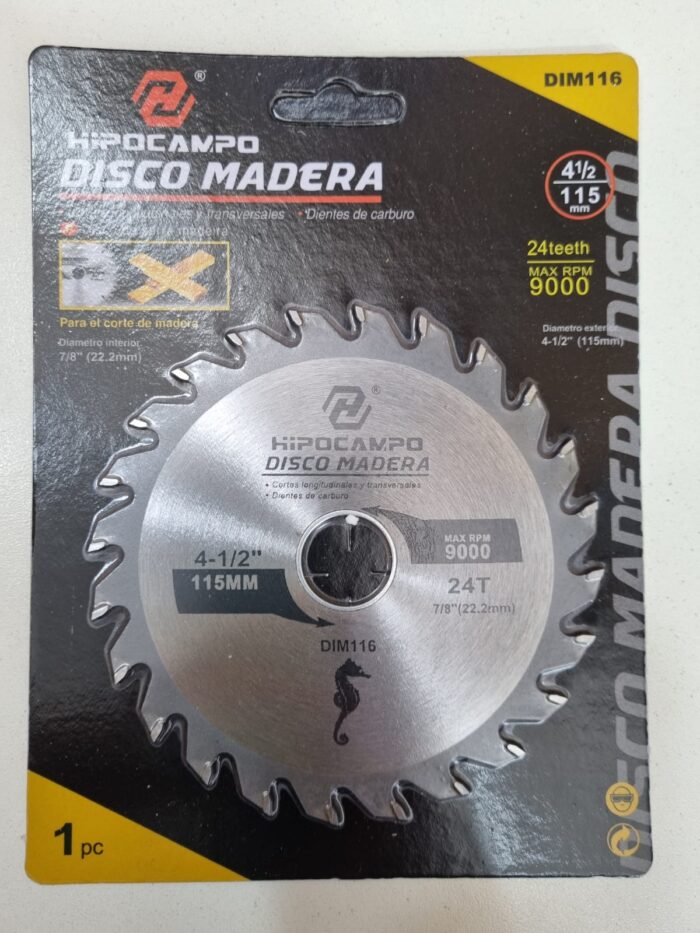 DIM116
®
HIPOCAMPO
DISCO MADERA
y transversales • Dientes de carburo
madeira
4 1/2
115
mm
24teeth
MAX RPM
9000
Para el corte de madera
Diametro interior
7/8" (22.2mm)
Diametro exterior
4-1/2" (115mm)
DISCO MADERA DISCO
®
HIPOCAMPO
DISCO MADERA
• Cortes longitudinales y transversales
• Dientes de carburo
MAX RPM
9000
4-1/2"
115MM
24T
7/8"(22.2mm)
DIM116
1 pc